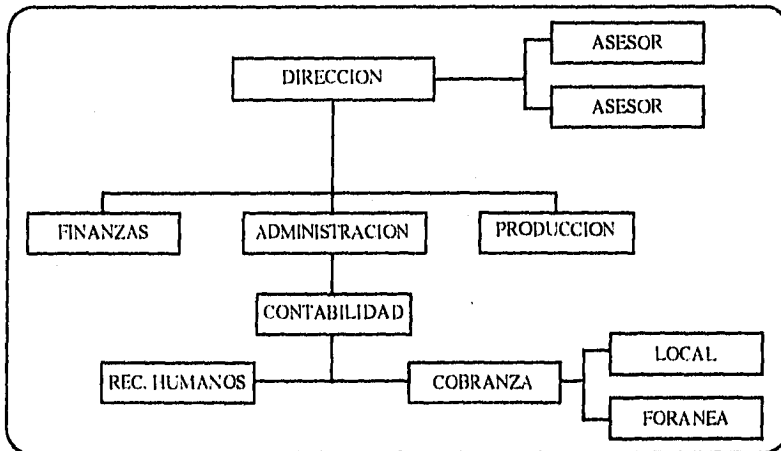 ASESOR
DIRECCION
ASESOR
FINANZAS
ADMINISTRACION
PRODUCCION
CONTABILIDAD
LOCAL
REC. HUMANOS
COBRANZA
FORANEA